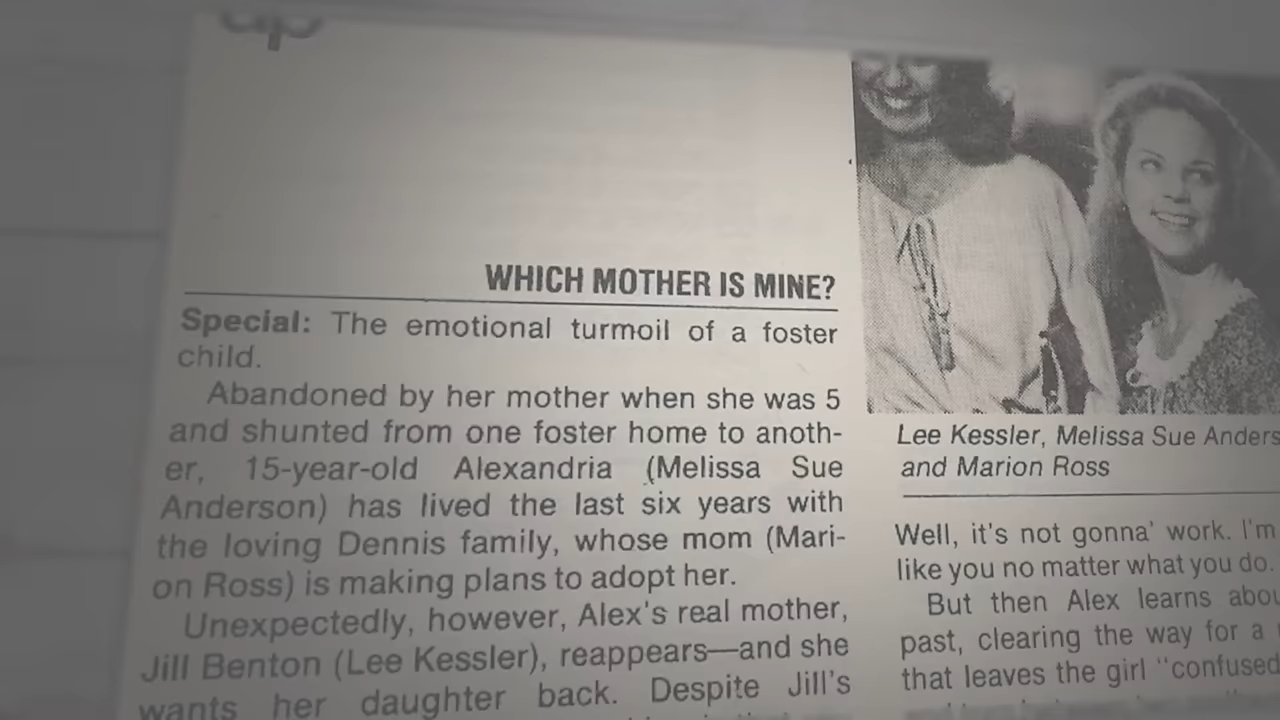 WHICH MOTHER IS MINE?
Special: The emotional turmoil of a foster
child.
Abandoned by her mother when she was 5
and shunted from one foster home to anoth-
er, 15-year-old Alexandria (Melissa Sue
Anderson) has lived the last six years with
the loving Dennis family, whose mom (Mari-
on Ross) is making plans to adopt her.
Unexpectedly, however, Alex's real mother,
Jill Benton (Lee Kessler), reappears—and she
wants her daughter back. Despite Jill's
Lee Kessler, Melissa Sue Anders
and Marion Ross
Well, it's not gonna' work. I'm
like you no matter what you do.
But then Alex learns abou
past, clearing the way for a
that leaves the girl "confused